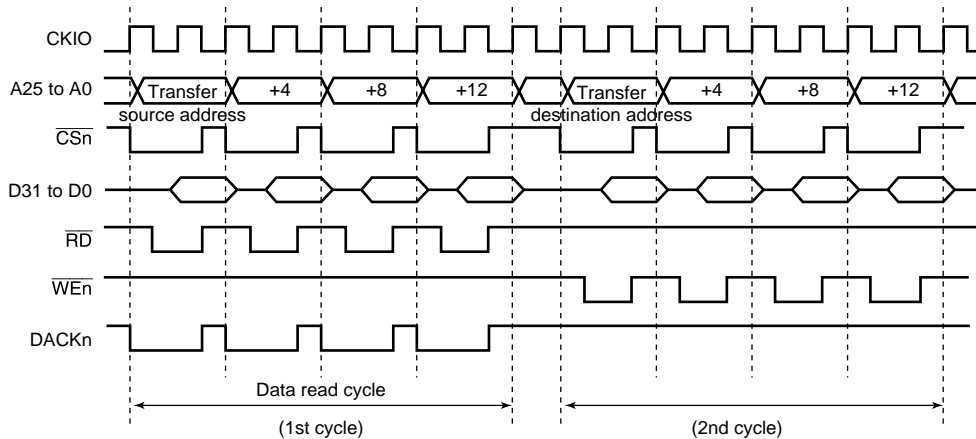 CKIO
A25 to A0 Transfer +4 +8 +12 Transfer +4 +8 +12
source address destination address
CSn
D31 to D0
RD
WEn
DACKn
Data read cycle
(1st cycle) (2nd cycle)